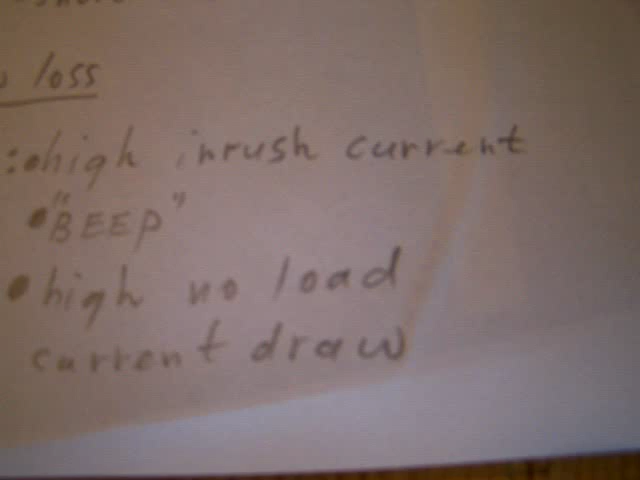 loss
:•high inrush current
•"BEEP"
•high no load
current draw